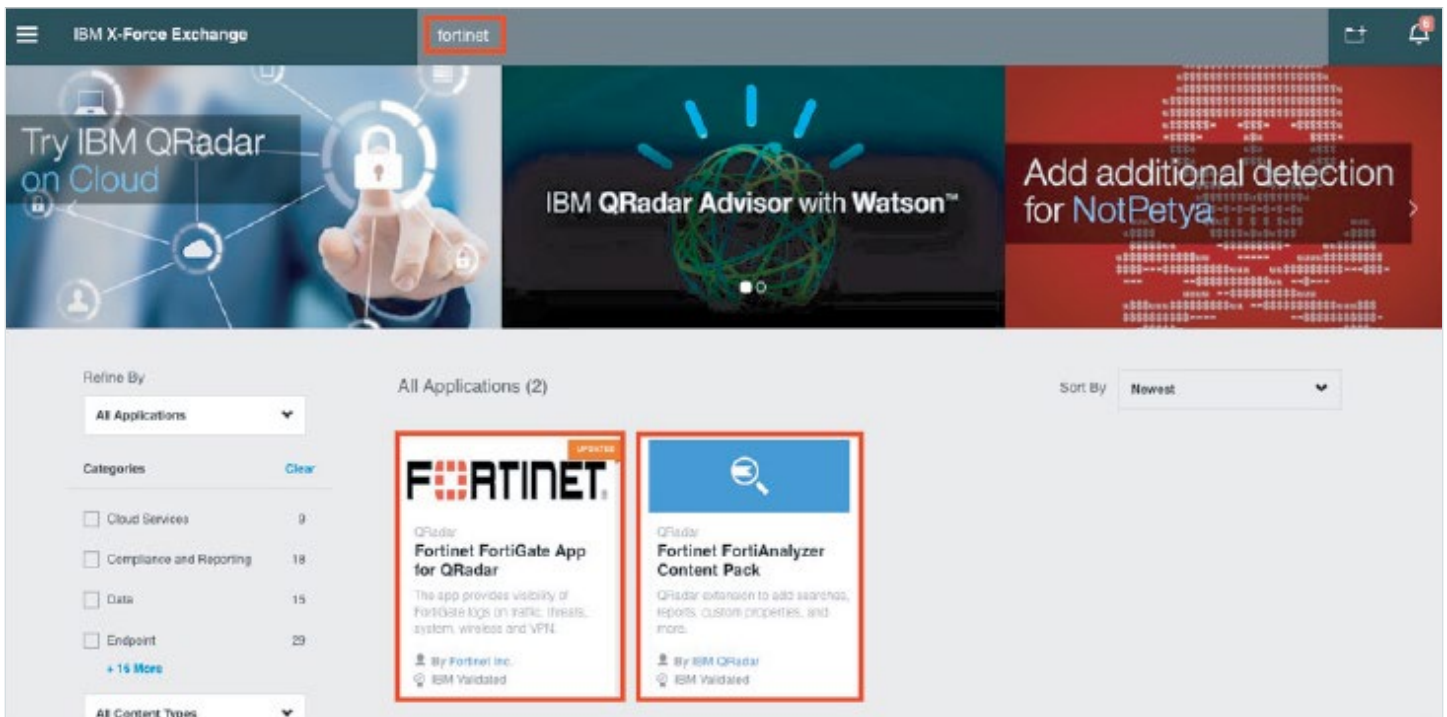 IBM X-Force Exchange
fortinet
6
Try IBM QRadar
on Cloud
IBM QRadar Advisor with Watson™
Add additional detection
for NotPetya
Refine By
All Applications
Categories
Clear
Cloud Services
9
Compliance and Reporting
18
Data
15
Endpoint
29
+ 16 More
All Content Types
All Applications (2)
Sort By
Newest
UPDATED
FORTINET®
QRadar
Fortinet FortiGate App
for QRadar
The app provides visibility of
FortiGate logs on traffic, threats,
system, wireless and VPN.
By Fortinet Inc.
IBM Validated
QRadar
Fortinet FortiAnalyzer
Content Pack
QRadar extension to add searches,
reports, custom properties, and
more.
By IBM QRadar
IBM Validated